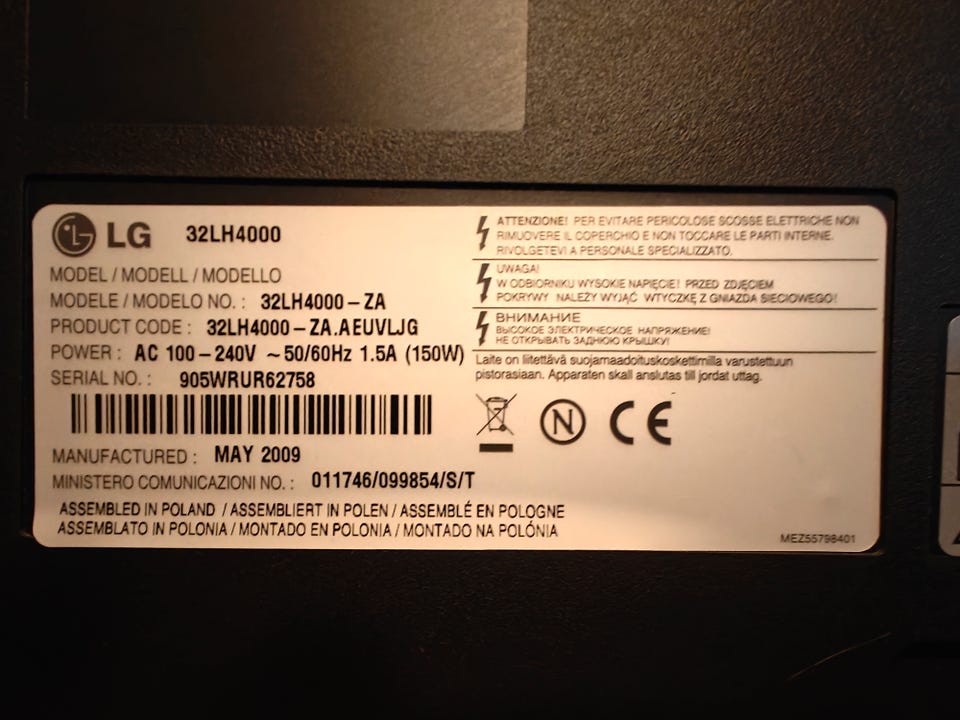 LG 32LH4000
MODEL / MODELL / MODELLO
MODELE / MODELO NO. : 32LH4000-ZA
PRODUCT CODE : 32LH4000-ZA.AEUVLJG
POWER : AC 100-240V ~50/60Hz 1.5A (150W)
SERIAL NO. : 905WRUR62758
MANUFACTURED : MAY 2009
MINISTERO COMUNICAZIONI NO. : 011746/099854/S/T
ASSEMBLED IN POLAND / ASSEMBLIERT IN POLEN / ASSEMBLÉ EN POLOGNE
ASSEMBLATO IN POLONIA / MONTADO EN POLONIA / MONTADO NA POLÓNIA
ATTENZIONE! PER EVITARE PERICOLOSE SCOSSE ELETTRICHE NON
RIMUOVERE IL COPERCHIO E NON TOCCARE LE PARTI INTERNE.
RIVOLGETEVI A PERSONALE SPECIALIZZATO.
UWAGA!
W ODBIORNIKU WYSOKIE NAPIĘCIE! PRZED ZDJĘCIEM
POKRYWY NALEŻY WYJĄĆ WTYCZKĘ Z GNIAZDA SIECIOWEGO!
ВНИМАНИЕ
ВЫСОКОЕ ЭЛЕКТРИЧЕСКОЕ НАПРЯЖЕНИЕ!
НЕ ОТКРЫВАТЬ ЗАДНЮЮ КРЫШКУ!
Laite on liitettävä suojamaadoituskoskettimilla varustettuun
pistorasiaan. Apparaten skall anslutas till jordat uttag.
N CE
MEZ55798401